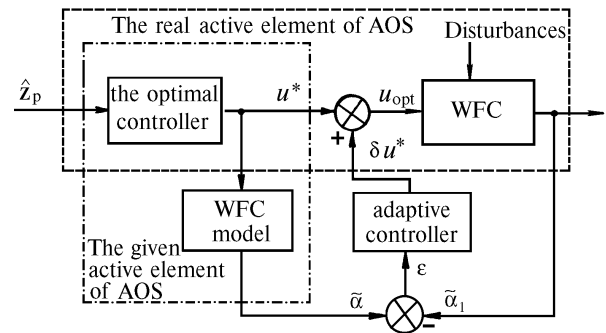 The real active element of AOS
Disturbances
ẑp
the optimal
controller
u*
uopt
WFC
+
δu*
WFC
model
adaptive
controller
The given
active element
of AOS
ε
α̃
α̃1
−